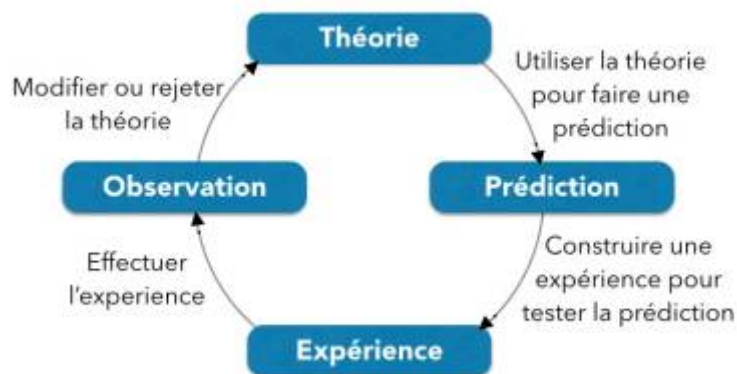 Théorie
Utiliser la théorie
pour faire une
prédiction
Prédiction
Construire une
expérience pour
tester la prédiction
Expérience
Effectuer
l'experience
Observation
Modifier ou rejeter
la théorie